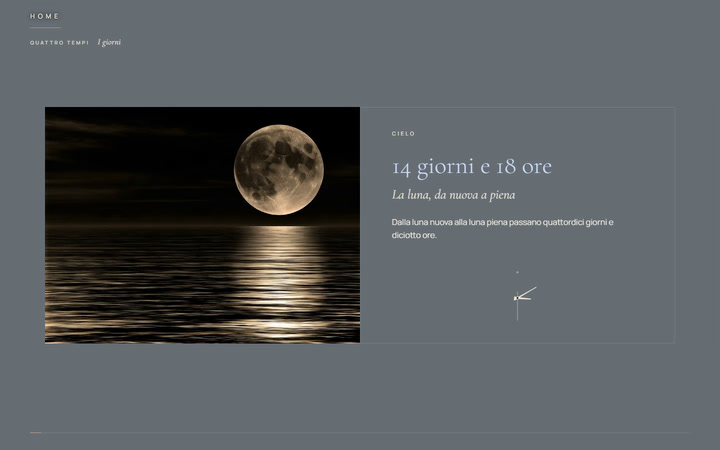 HOME
QUATTRO TEMPI I giorni
CIELO
14 giorni e 18 ore
La luna, da nuova a piena
Dalla luna nuova alla luna piena passano quattordici giorni e
diciotto ore.